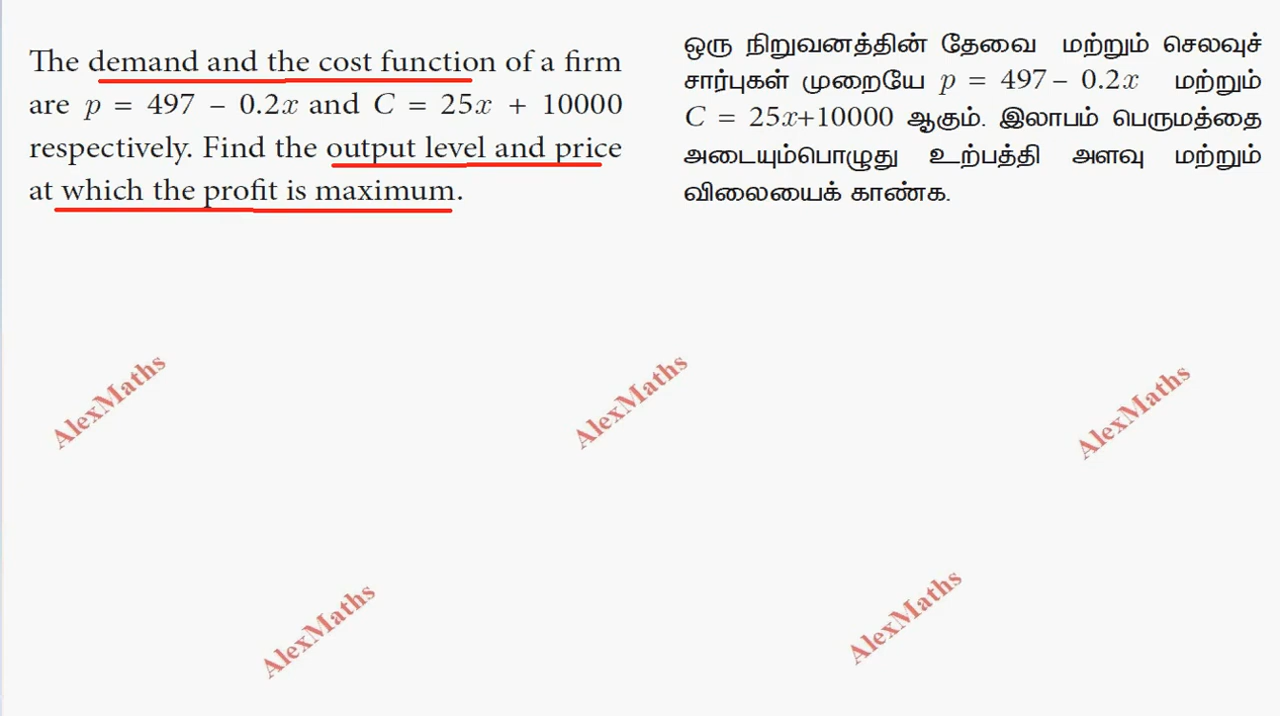 The demand and the cost function of a firm
are p = 497 – 0.2x and C = 25x + 10000
respectively. Find the output level and price
at which the profit is maximum.
ஒரு நிறுவனத்தின் தேவை மற்றும் செலவுச்
சார்புகள் முறையே p = 497 – 0.2x மற்றும்
C = 25x+10000 ஆகும். இலாபம் பெருமத்தை
அடையும்பொழுது உற்பத்தி அளவு மற்றும்
விலையைக் காண்க.
AlexMaths
AlexMaths
AlexMaths
AlexMaths
AlexMaths